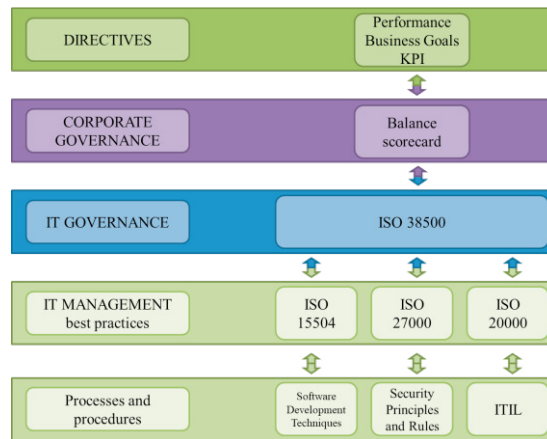 DIRECTIVES
Performance
Business Goals
KPI
CORPORATE
GOVERNANCE
Balance
scorecard
IT GOVERNANCE
ISO 38500
IT MANAGEMENT
best practices
ISO
15504
ISO
27000
ISO
20000
Processes and
procedures
Software
Development
Techniques
Security
Principles
and Rules
ITIL